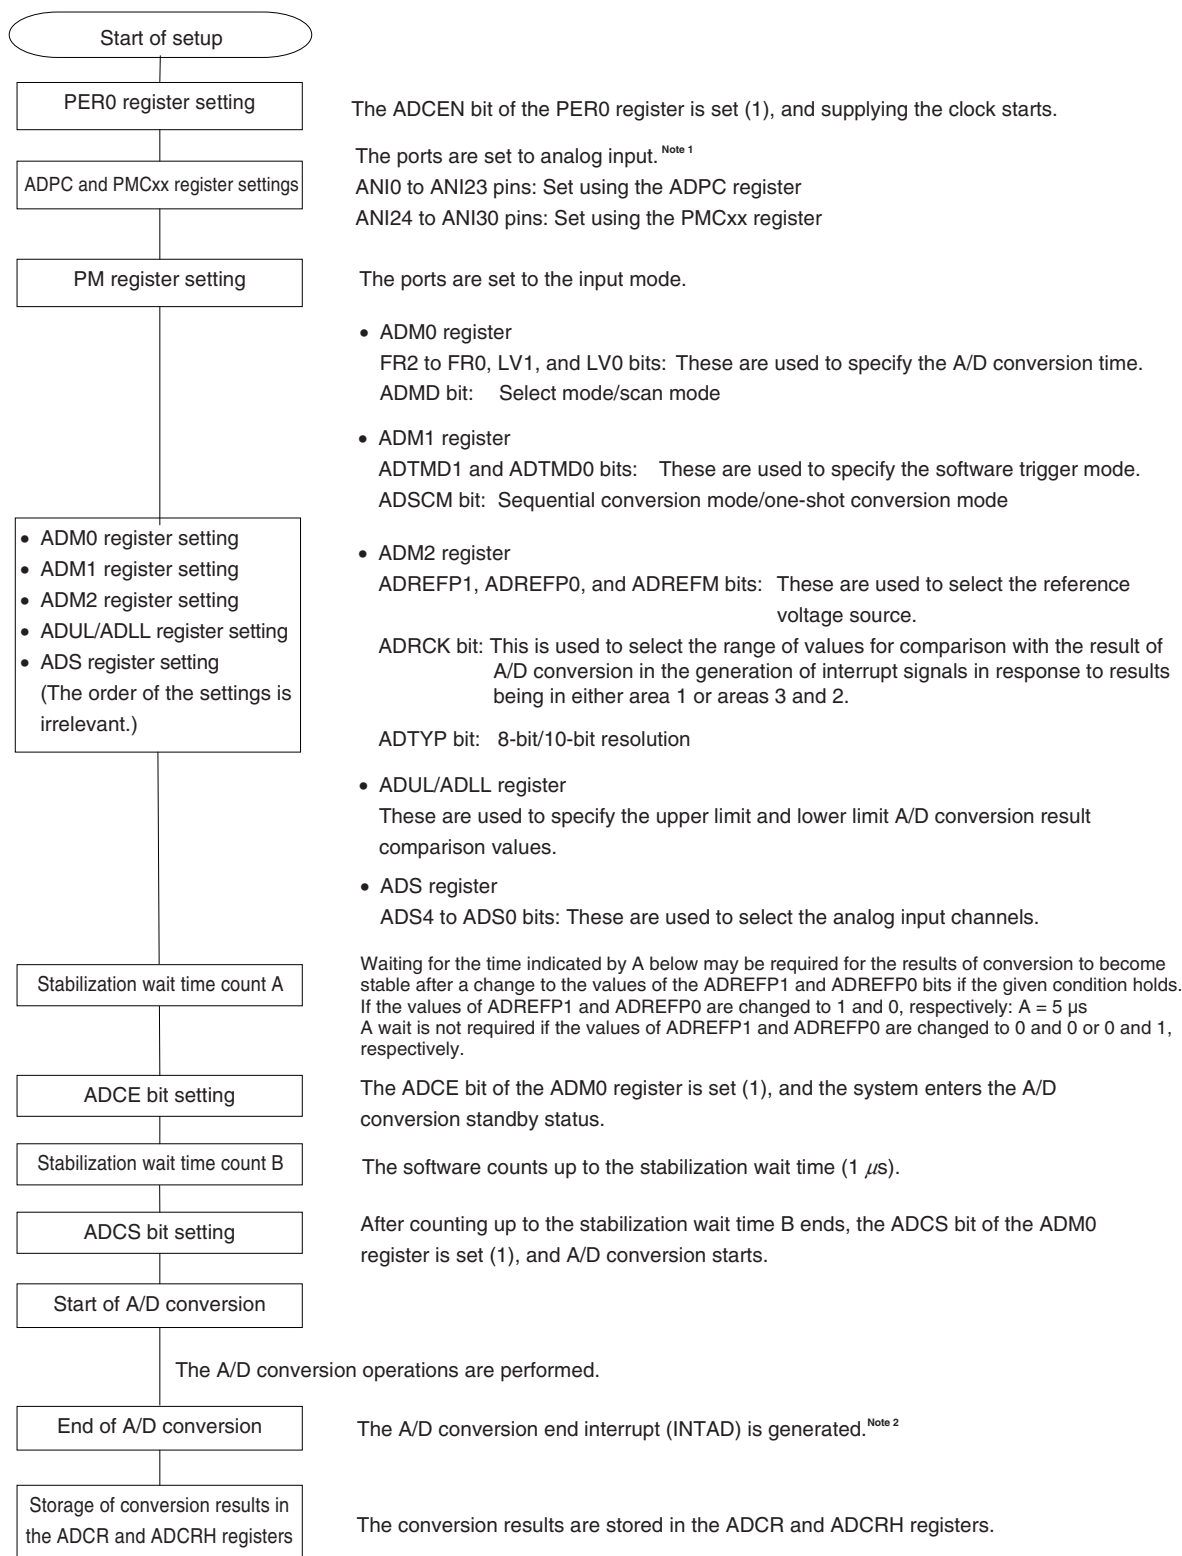 Start of setup
PER0 register setting
The ADCEN bit of the PER0 register is set (1), and supplying the clock starts.
ADPC and PMCxx register settings
The ports are set to analog input. Note 1
ANI0 to ANI23 pins: Set using the ADPC register
ANI24 to ANI30 pins: Set using the PMCxx register
PM register setting
The ports are set to the input mode.
• ADM0 register setting
• ADM1 register setting
• ADM2 register setting
• ADUL/ADLL register setting
• ADS register setting
(The order of the settings is
irrelevant.)
• ADM0 register
FR2 to FR0, LV1, and LV0 bits: These are used to specify the A/D conversion time.
ADMD bit: Select mode/scan mode
• ADM1 register
ADTMD1 and ADTMD0 bits: These are used to specify the software trigger mode.
ADSCM bit: Sequential conversion mode/one-shot conversion mode
• ADM2 register
ADREFP1, ADREFP0, and ADREFM bits: These are used to select the reference
voltage source.
ADRCK bit: This is used to select the range of values for comparison with the result of
A/D conversion in the generation of interrupt signals in response to results
being in either area 1 or areas 3 and 2.
ADTYP bit: 8-bit/10-bit resolution
• ADUL/ADLL register
These are used to specify the upper limit and lower limit A/D conversion result
comparison values.
• ADS register
ADS4 to ADS0 bits: These are used to select the analog input channels.
Stabilization wait time count A
Waiting for the time indicated by A below may be required for the results of conversion to become
stable after a change to the values of the ADREFP1 and ADREFP0 bits if the given condition holds.
If the values of ADREFP1 and ADREFP0 are changed to 1 and 0, respectively: A = 5 µs
A wait is not required if the values of ADREFP1 and ADREFP0 are changed to 0 and 0 or 0 and 1,
respectively.
ADCE bit setting
The ADCE bit of the ADM0 register is set (1), and the system enters the A/D
conversion standby status.
Stabilization wait time count B
The software counts up to the stabilization wait time (1 µs).
ADCS bit setting
After counting up to the stabilization wait time B ends, the ADCS bit of the ADM0
register is set (1), and A/D conversion starts.
Start of A/D conversion
The A/D conversion operations are performed.
End of A/D conversion
The A/D conversion end interrupt (INTAD) is generated. Note 2
Storage of conversion results in
the ADCR and ADCRH registers
The conversion results are stored in the ADCR and ADCRH registers.